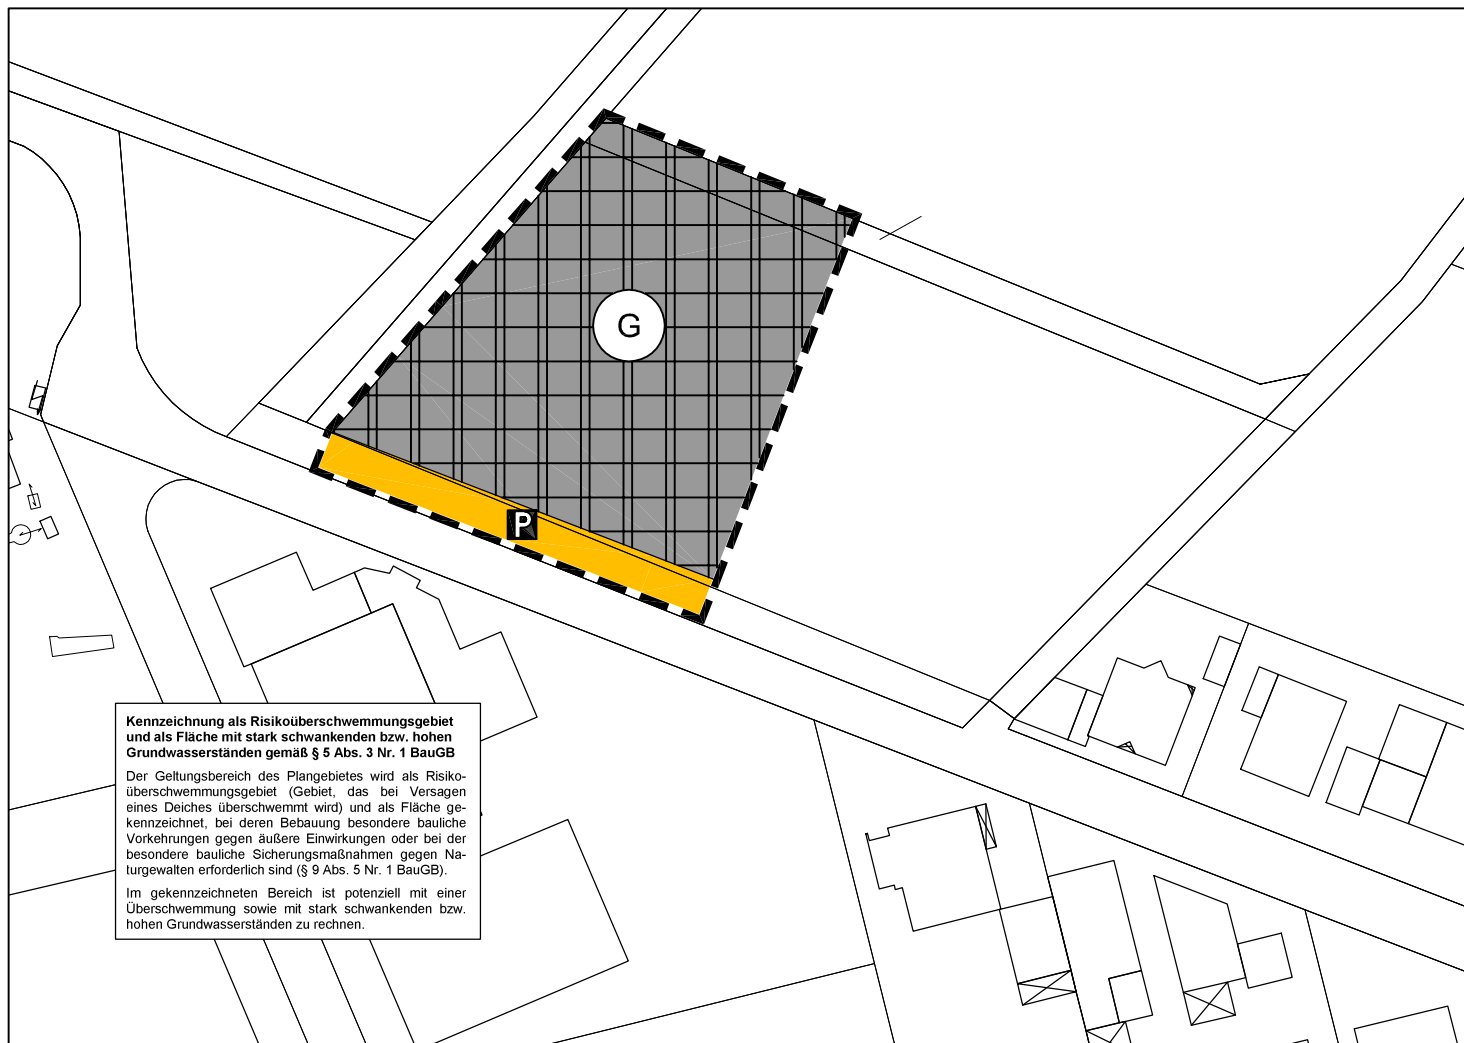 G
P
Kennzeichnung als Risikoüberschwemmungsgebiet
und als Fläche mit stark schwankenden bzw. hohen
Grundwasserständen gemäß § 5 Abs. 3 Nr. 1 BauGB
Der Geltungsbereich des Plangebietes wird als Risiko-
überschwemmungsgebiet (Gebiet, das bei Versagen
eines Deiches überschwemmt wird) und als Fläche ge-
kennzeichnet, bei deren Bebauung besondere bauliche
Vorkehrungen gegen äußere Einwirkungen oder bei der
besondere bauliche Sicherungsmaßnahmen gegen Na-
turgewalten erforderlich sind (§ 9 Abs. 5 Nr. 1 BauGB).
Im gekennzeichneten Bereich ist potenziell mit einer
Überschwemmung sowie mit stark schwankenden bzw.
hohen Grundwasserständen zu rechnen.